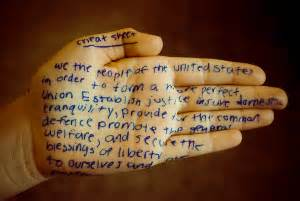 cheat sheet
we the people of the united states
in order to form a more perfect
Union Establish justice insure domestic
tranquility, provide for the common
defence promote the general
welfare, and secure the
blessings of liberty
to ourselves and our